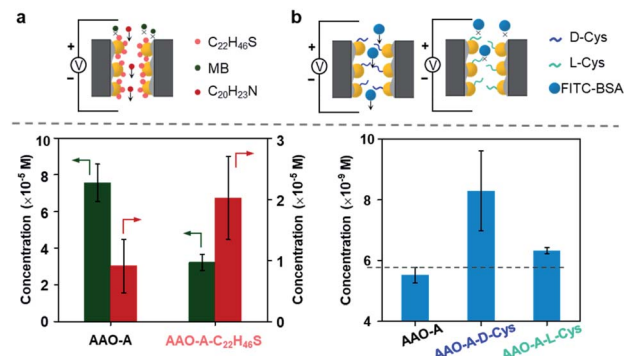 a
b
+
V
−
C₂₂H₄₆S
MB
C₂₀H₂₃N
+
V
−
+
V
−
D-Cys
L-Cys
FITC-BSA
Concentration (×10⁻⁵ M)
10
8
6
4
2
0
3
2
1
0
Concentration (×10⁻⁵ M)
AAO-A
AAO-A-C₂₂H₄₆S
Concentration (×10⁻⁹ M)
10
8
6
4
AAO-A
AAO-A-D-Cys
AAO-A-L-Cys